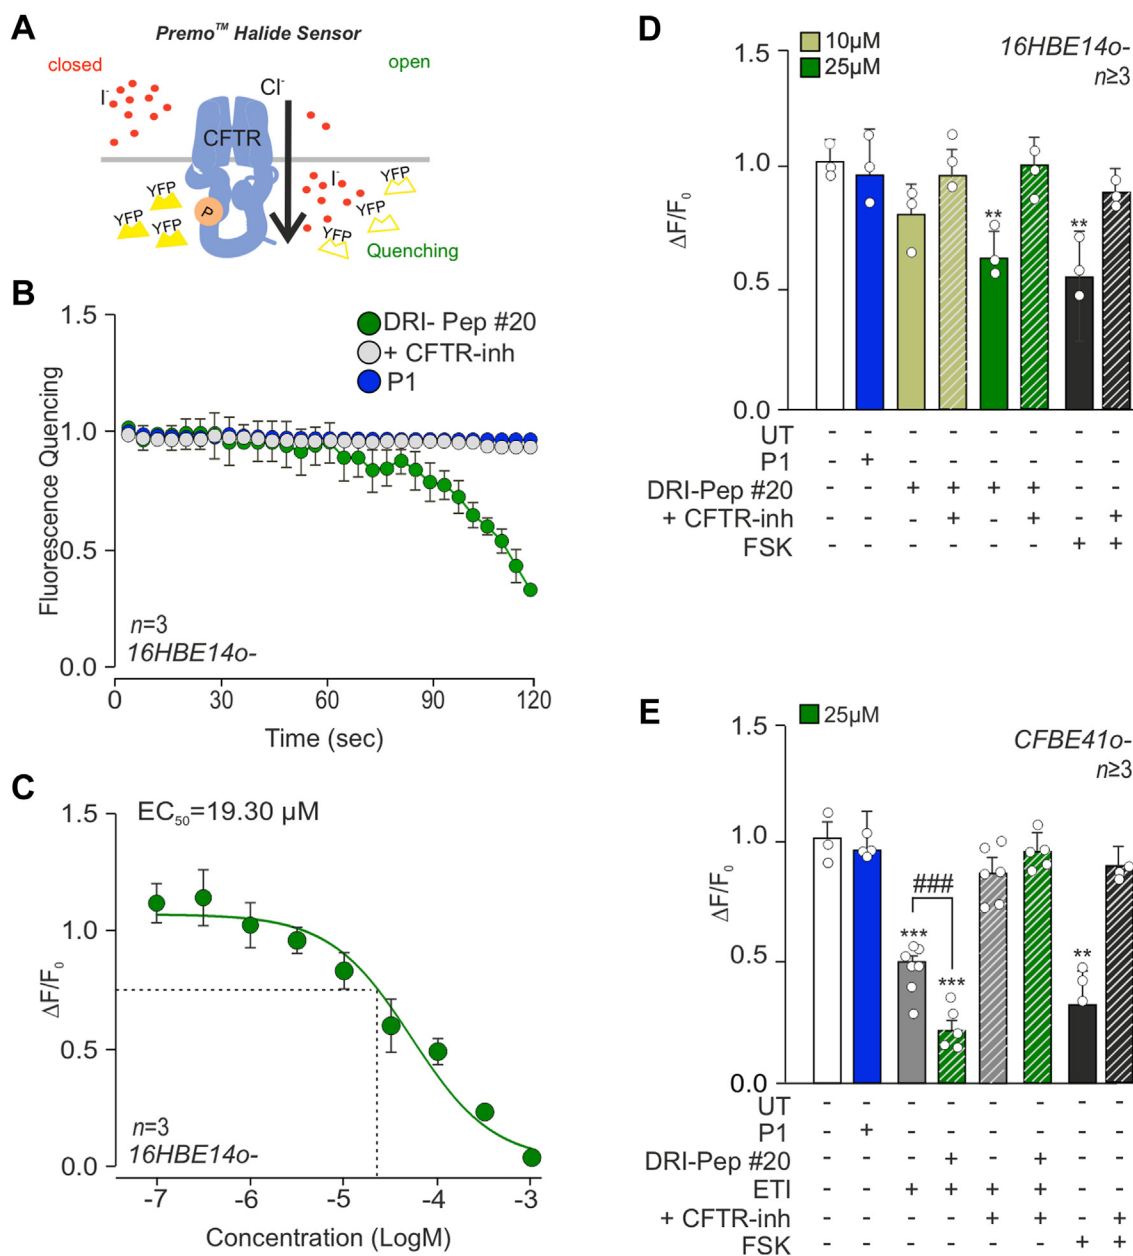 A
Premo™ Halide Sensor
closed
open
I-
Cl-
CFTR
P
YFP
YFP
YFP
I-
YFP
YFP
YFP
Quenching
B
1.5
1.0
0.5
0.0
Fluorescence Quencing
DRI- Pep #20
+ CFTR-inh
P1
n=3
16HBE14o-
0 30 60 90 120
Time (sec)
C
EC50=19.30 µM
1.5
1.0
0.5
0.0
ΔF/F0
n=3
16HBE14o-
-7 -6 -5 -4 -3
Concentration (LogM)
D
10µM
25µM
16HBE14o-
n≥3
1.5
1.0
0.5
0.0
ΔF/F0
**
**
UT - - - - - - - -
P1 - + - - - - - -
DRI-Pep #20 - - + + + + - -
+ CFTR-inh - - - + - + - +
FSK - - - - - - + +
E
25µM
CFBE41o-
n≥3
1.5
1.0
0.5
0.0
ΔF/F0
###
***
***
**
UT - - - - - - - -
P1 - + - - - - - -
DRI-Pep #20 - - - + - + - -
ETI - - + + + + - -
+ CFTR-inh - - - - + + - +
FSK - - - - - - + +